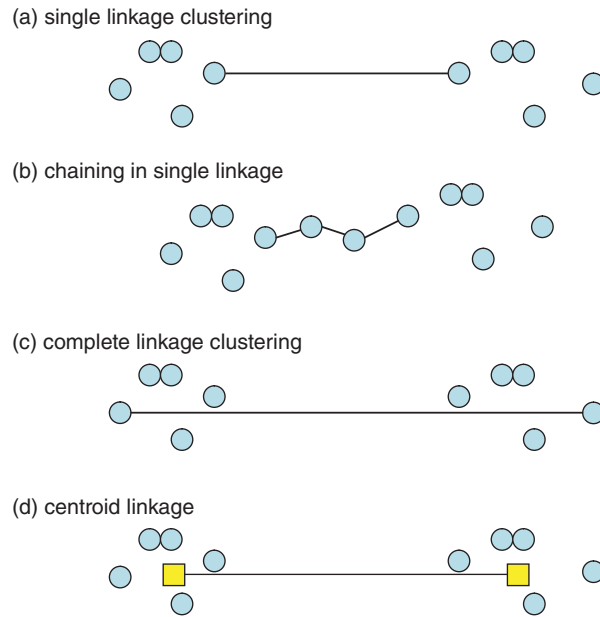 (a) single linkage clustering
(b) chaining in single linkage
(c) complete linkage clustering
(d) centroid linkage